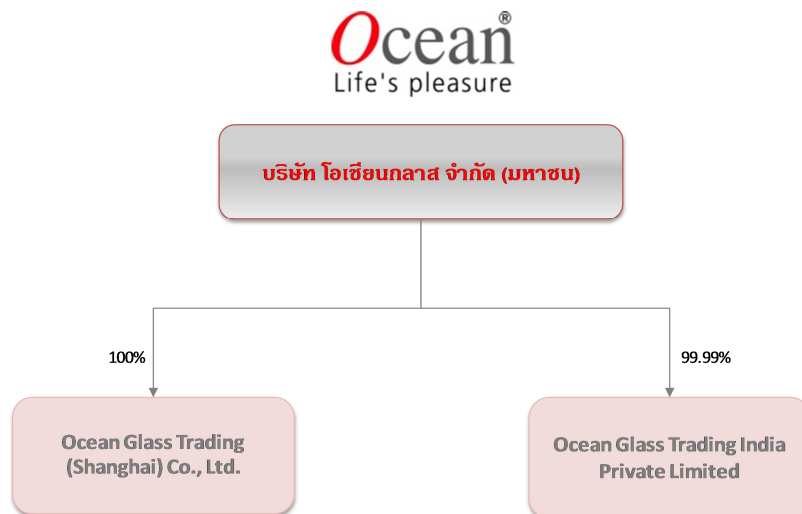 Ocean®
Life's pleasure
บริษัท โอเชียนกลาส จำกัด (มหาชน)
100%
99.99%
Ocean Glass Trading
(Shanghai) Co., Ltd.
Ocean Glass Trading India
Private Limited